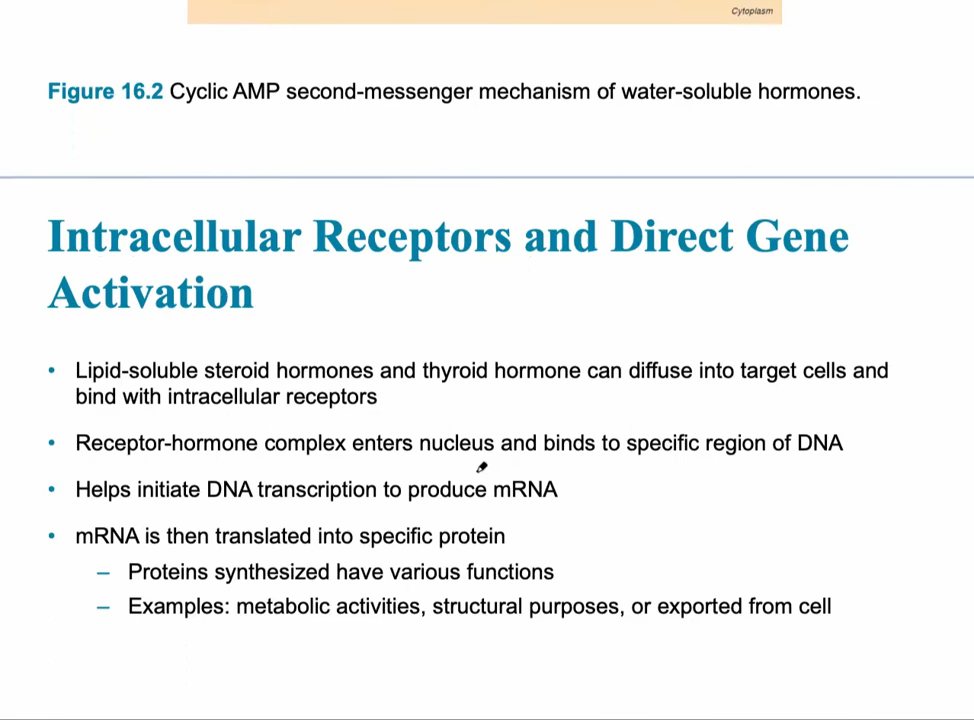 Cytoplasm
Figure 16.2 Cyclic AMP second-messenger mechanism of water-soluble hormones.
Intracellular Receptors and Direct Gene
Activation
• Lipid-soluble steroid hormones and thyroid hormone can diffuse into target cells and
bind with intracellular receptors
• Receptor-hormone complex enters nucleus and binds to specific region of DNA
• Helps initiate DNA transcription to produce mRNA
• mRNA is then translated into specific protein
– Proteins synthesized have various functions
– Examples: metabolic activities, structural purposes, or exported from cell